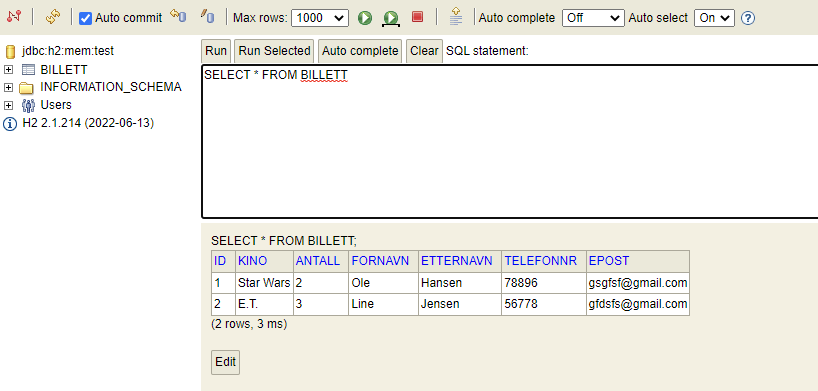 Auto commit Max rows: 1000 Auto complete Off Auto select On
jdbc:h2:mem:test
BILLETT
INFORMATION_SCHEMA
Users
H2 2.1.214 (2022-06-13)
Run Run Selected Auto complete Clear SQL statement:
SELECT * FROM BILLETT
SELECT * FROM BILLETT;
ID KINO ANTALL FORNAVN ETTERNAVN TELEFONNR EPOST
1 Star Wars 2 Ole Hansen 78896 gsgfsf@gmail.com
2 E.T. 3 Line Jensen 56778 gfdsfs@gmail.com
(2 rows, 3 ms)
Edit